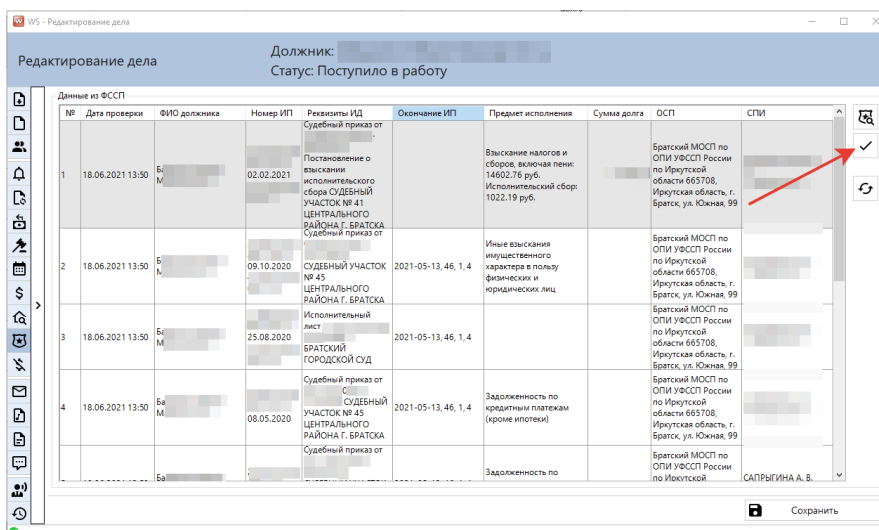 WS - Редактирование дела
Редактирование дела
Должник:
Статус: Поступило в работу
Данные из ФССП
№ Дата проверки ФИО должника Номер ИП Реквизиты ИД Окончание ИП Предмет исполнения Сумма долга ОСП СПИ
1 18.06.2021 13:50
02.02.2021
Судебный приказ от
Постановление о
взыскании
исполнительского
сбора СУДЕБНЫЙ
УЧАСТОК № 41
ЦЕНТРАЛЬНОГО
РАЙОНА Г. БРАТСКА
Взыскание налогов и
сборов, включая пени:
14602.76 руб.
Исполнительский сбор:
1022.19 руб.
Братский МОСП по
ОПИ УФССП России
по Иркутской
области 665708,
Иркутская область, г.
Братск, ул. Южная, 99
2 18.06.2021 13:50
09.10.2020
Судебный приказ от
СУДЕБНЫЙ УЧАСТОК
№ 45
ЦЕНТРАЛЬНОГО
РАЙОНА Г. БРАТСКА
2021-05-13, 46, 1, 4
Иные взыскания
имущественного
характера в пользу
физических и
юридических лиц
Братский МОСП по
ОПИ УФССП России
по Иркутской
области 665708,
Иркутская область, г.
Братск, ул. Южная, 99
3 18.06.2021 13:50
25.08.2020
Исполнительный
лист
БРАТСКИЙ
ГОРОДСКОЙ СУД
2021-05-13, 46, 1, 4
Братский МОСП по
ОПИ УФССП России
по Иркутской
области 665708,
Иркутская область, г.
Братск, ул. Южная, 99
4 18.06.2021 13:50
08.05.2020
Судебный приказ от
СУДЕБНЫЙ
УЧАСТОК № 45
ЦЕНТРАЛЬНОГО
РАЙОНА Г. БРАТСКА
2021-05-13, 46, 1, 4
Задолженность по
кредитным платежам
(кроме ипотеки)
Братский МОСП по
ОПИ УФССП России
по Иркутской
области 665708,
Иркутская область, г.
Братск, ул. Южная, 99
Судебный приказ от
Задолженность по
Братский МОСП по
ОПИ УФССП России
по Иркутской
САПРЫГИНА А. В.
Сохранить